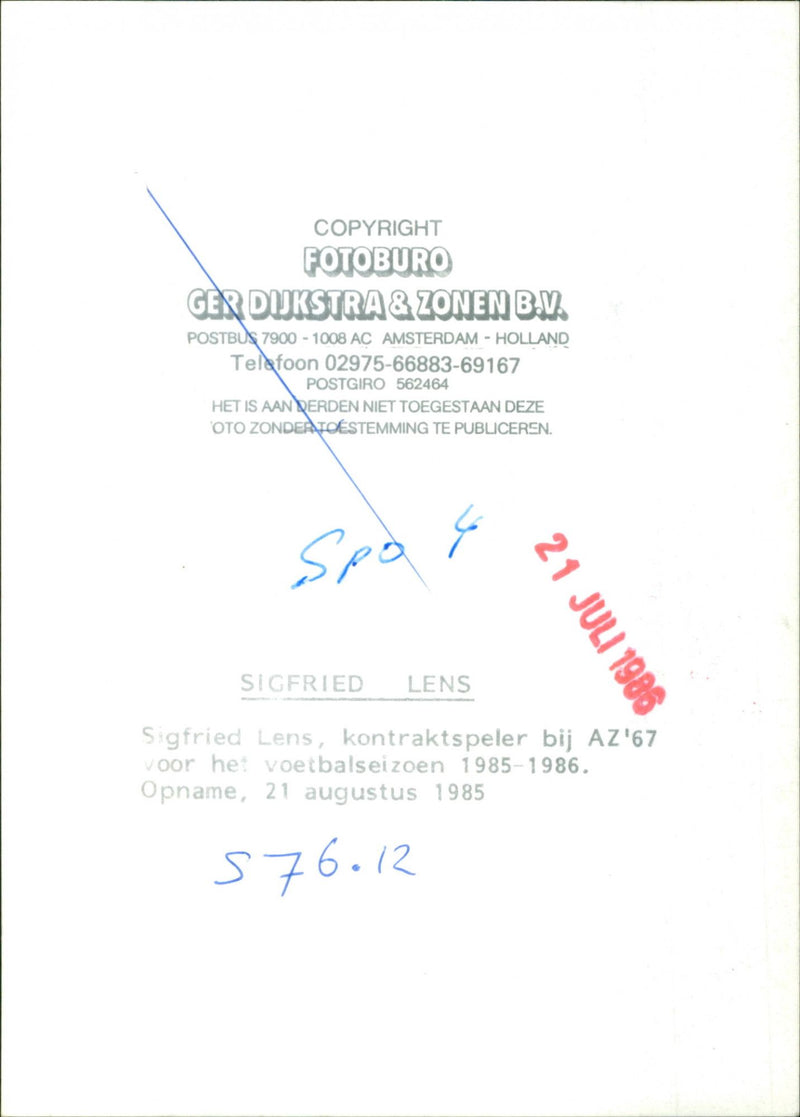 COPYRIGHT
FOTOBURO
GER DIJKSTRA & ZONEN B.V.
POSTBUS 7900 - 1008 AC AMSTERDAM - HOLLAND
Telefoon 02975-66883-69167
POSTGIRO 562464
HET IS AAN DERDEN NIET TOEGESTAAN DEZE
OTO ZONDER TOESTEMMING TE PUBLICEREN.
Spo 4
21 JULI 1986
SIGFRIED LENS
Sigfried Lens, kontraktspeler bij AZ'67
voor het voetbalseizoen 1985-1986.
Opname, 21 augustus 1985
S76.12